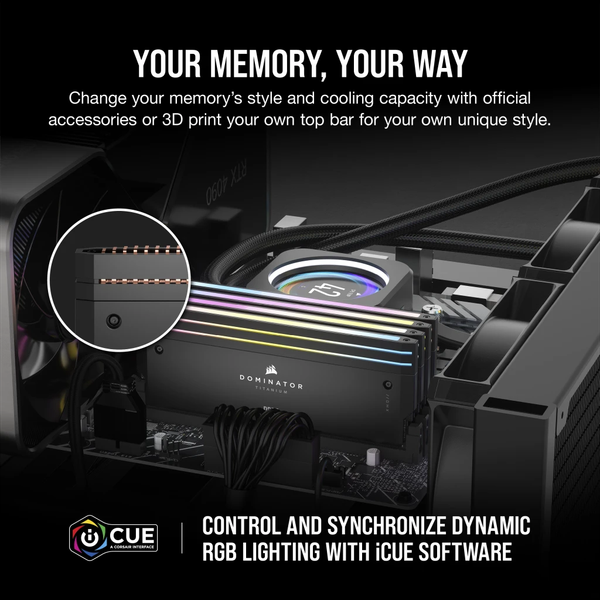 YOUR MEMORY, YOUR WAY
Change your memory's style and cooling capacity with official
accessories or 3D print your own top bar for your own unique style.
RTX 4090
DOMINATOR
TITANIUM
iCUE
A CORSAIR INTERFACE
CONTROL AND SYNCHRONIZE DYNAMIC
RGB LIGHTING WITH iCUE SOFTWARE